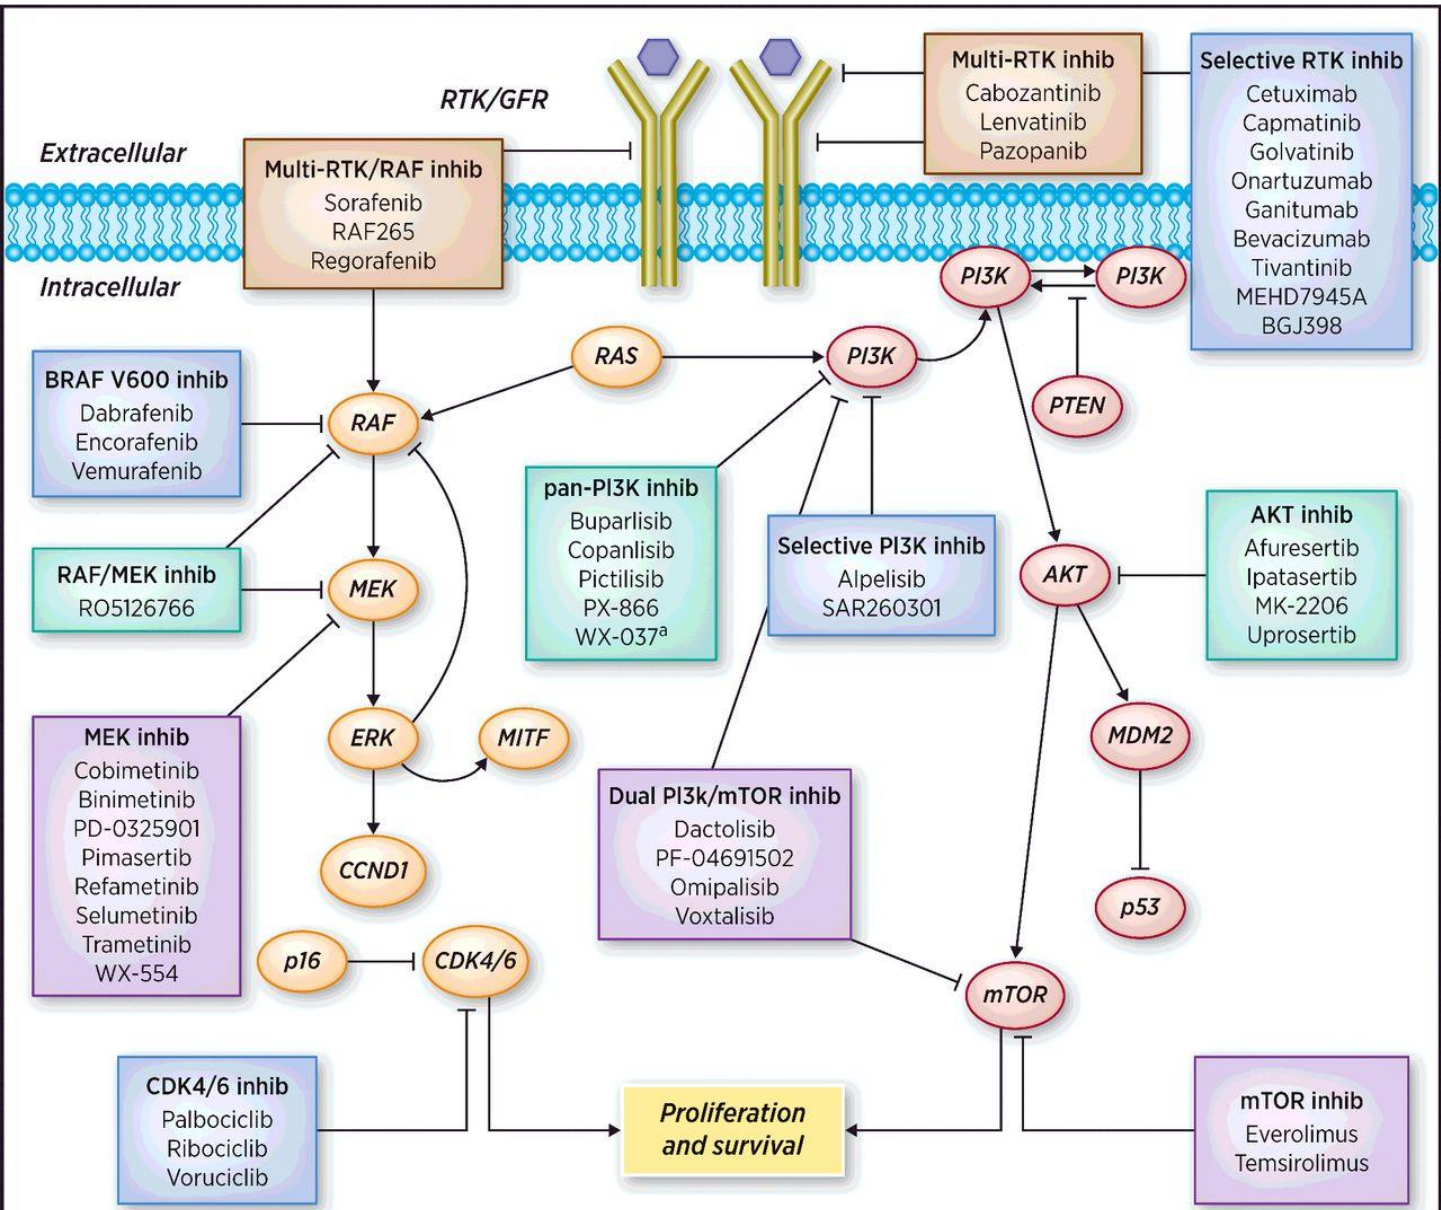 RTK/GFR
Extracellular
Intracellular
Multi-RTK/RAF inhib
Sorafenib
RAF265
Regorafenib
Multi-RTK inhib
Cabozantinib
Lenvatinib
Pazopanib
Selective RTK inhib
Cetuximab
Capmatinib
Golvatinib
Onartuzumab
Ganitumab
Bevacizumab
Tivantinib
MEHD7945A
BGJ398
PI3K
PI3K
RAS
PI3K
PTEN
BRAF V600 inhib
Dabrafenib
Encorafenib
Vemurafenib
RAF
pan-PI3K inhib
Buparlisib
Copanlisib
Pictilisib
PX-866
WX-037ª
Selective PI3K inhib
Alpelisib
SAR260301
AKT
AKT inhib
Afuresertib
Ipatasertib
MK-2206
Uprosertib
RAF/MEK inhib
RO5126766
MEK
MEK inhib
Cobimetinib
Binimetinib
PD-0325901
Pimasertib
Refametinib
Selumetinib
Trametinib
WX-554
ERK
MITF
CCND1
Dual PI3k/mTOR inhib
Dactolisib
PF-04691502
Omipalisib
Voxtalisib
MDM2
p53
p16
CDK4/6
mTOR
CDK4/6 inhib
Palbociclib
Ribociclib
Voruciclib
Proliferation
and survival
mTOR inhib
Everolimus
Temsirolimus